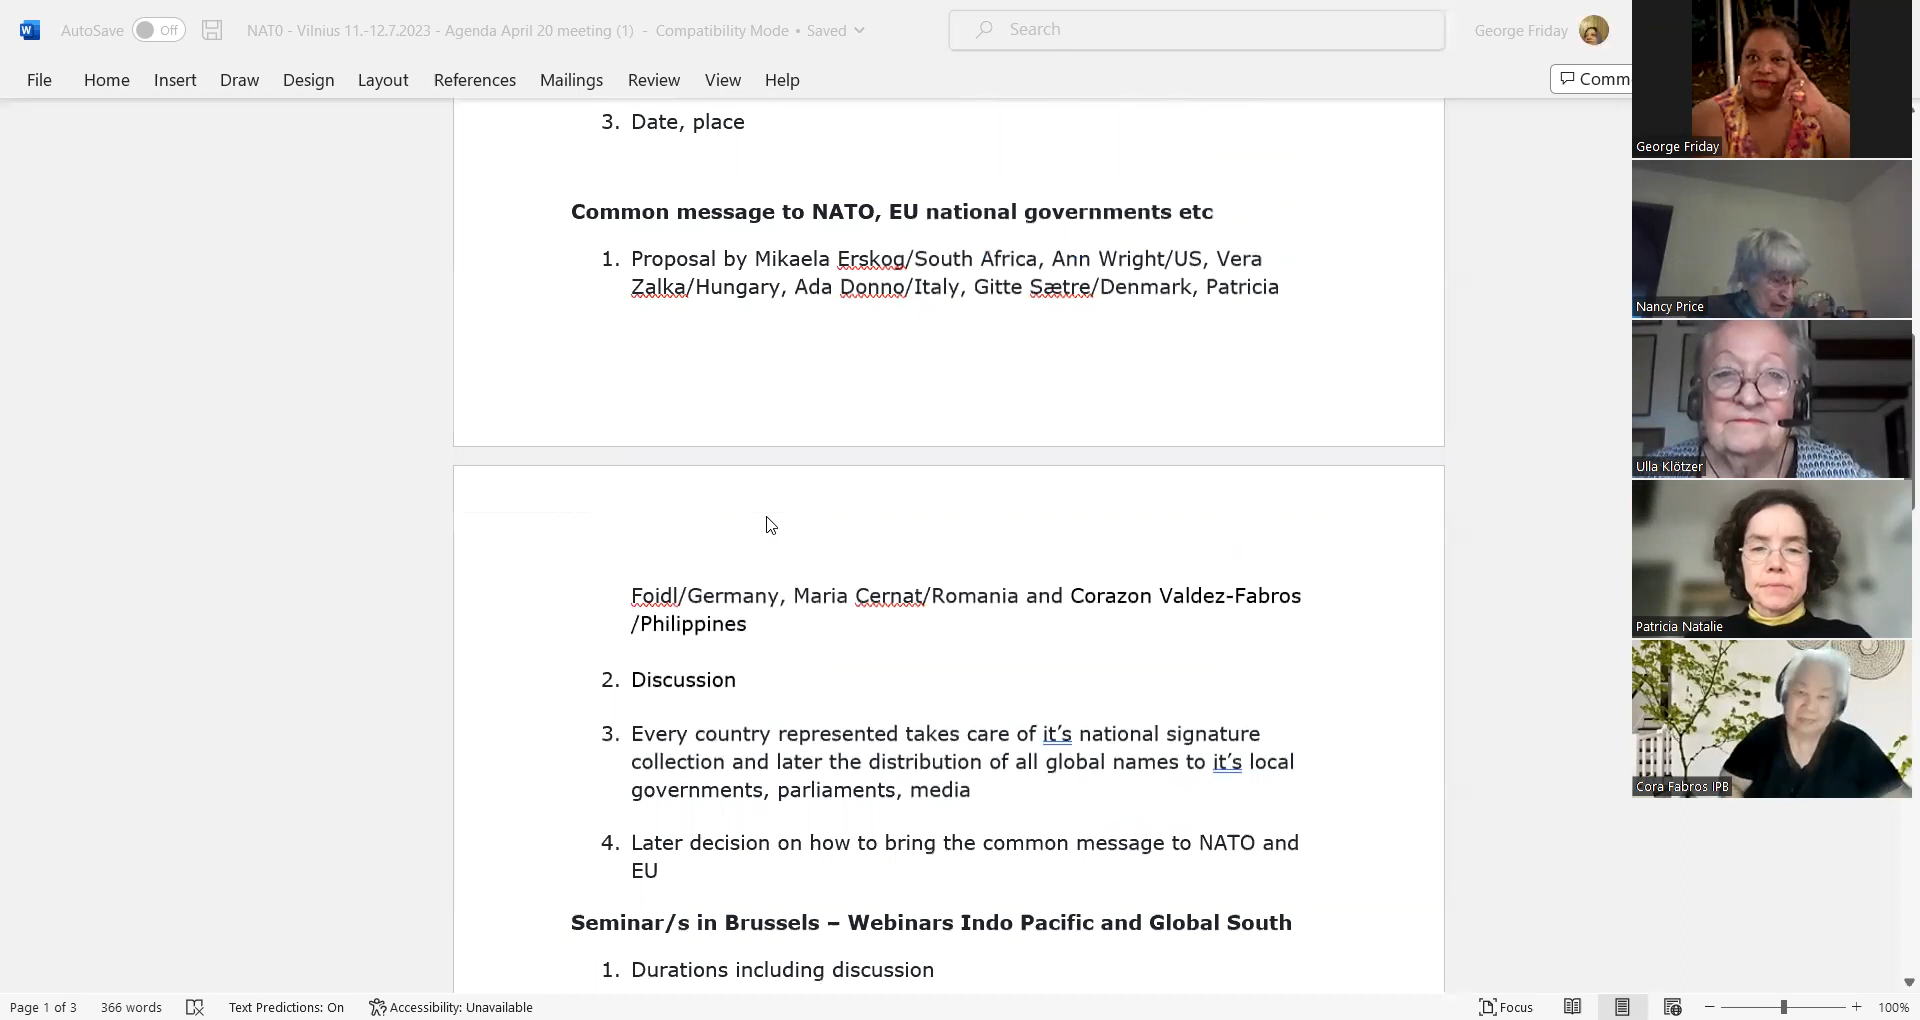 AutoSave Off NAT0 - Vilnius 11.-12.7.2023 - Agenda April 20 meeting (1) - Compatibility Mode • Saved Search George Friday
File Home Insert Draw Design Layout References Mailings Review View Help Comm
3. Date, place
Common message to NATO, EU national governments etc
1. Proposal by Mikaela Erskog/South Africa, Ann Wright/US, Vera
Zalka/Hungary, Ada Donno/Italy, Gitte Sætre/Denmark, Patricia
Foidl/Germany, Maria Cernat/Romania and Corazon Valdez-Fabros
/Philippines
2. Discussion
3. Every country represented takes care of it’s national signature
collection and later the distribution of all global names to it’s local
governments, parliaments, media
4. Later decision on how to bring the common message to NATO and
EU
Seminar/s in Brussels – Webinars Indo Pacific and Global South
1. Durations including discussion
George Friday
Nancy Price
Ulla Klötzer
Patricia Natalie
Cora Fabros IPB
Page 1 of 3 366 words Text Predictions: On Accessibility: Unavailable Focus 100%